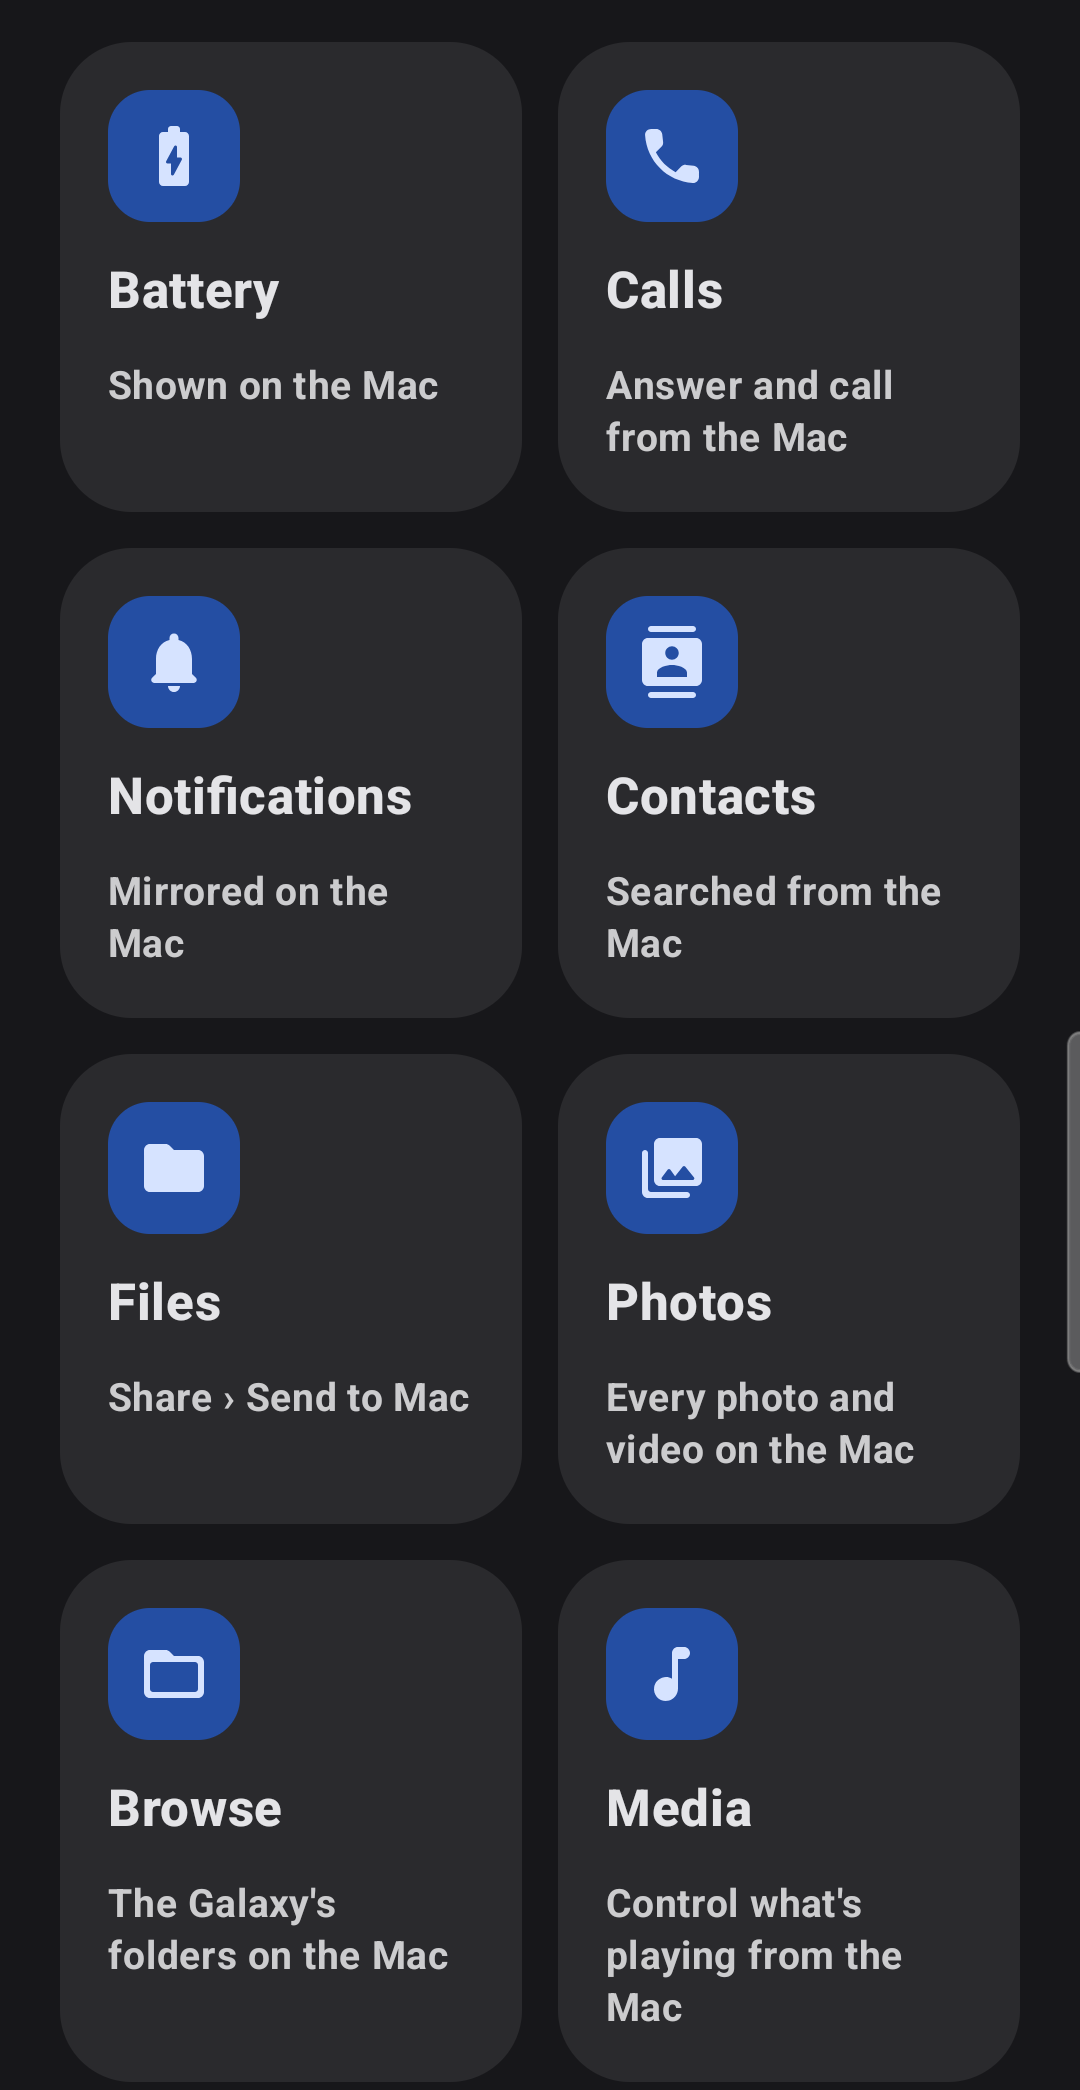 Battery
Shown on the Mac
Calls
Answer and call
from the Mac
Notifications
Mirrored on the
Mac
Contacts
Searched from the
Mac
Files
Share › Send to Mac
Photos
Every photo and
video on the Mac
Browse
The Galaxy's
folders on the Mac
Media
Control what's
playing from the
Mac